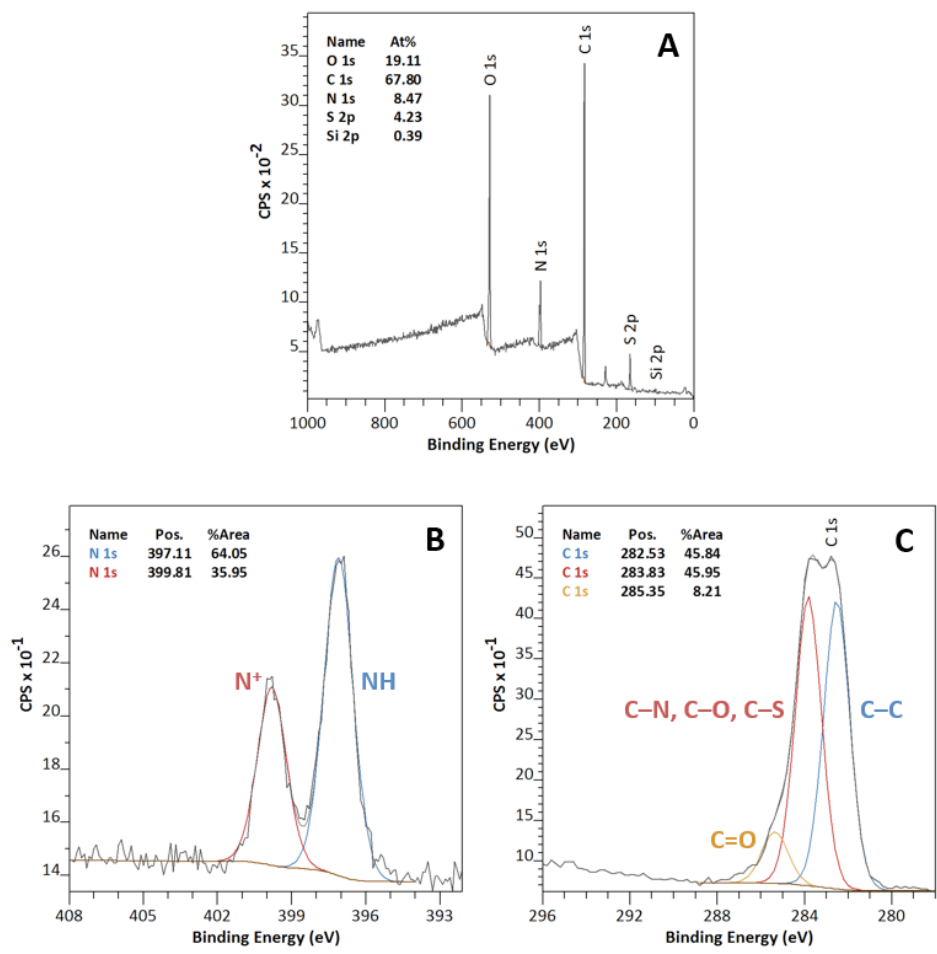 A
Name At%
O 1s 19.11
C 1s 67.80
N 1s 8.47
S 2p 4.23
Si 2p 0.39
O 1s
N 1s
C 1s
S 2p
Si 2p
CPS x 10⁻²
35
30
25
20
15
10
5
1000 800 600 400 200 0
Binding Energy (eV)
B
Name Pos. %Area
N 1s 397.11 64.05
N 1s 399.81 35.95
N⁺ NH
CPS x 10⁻¹
26
24
22
20
18
16
14
408 405 402 399 396 393
Binding Energy (eV)
C
Name Pos. %Area
C 1s 282.53 45.84
C 1s 283.83 45.95
C 1s 285.35 8.21
C 1s
C–N, C–O, C–S C–C
C=O
CPS x 10⁻¹
50
45
40
35
30
25
20
15
10
296 292 288 284 280
Binding Energy (eV)